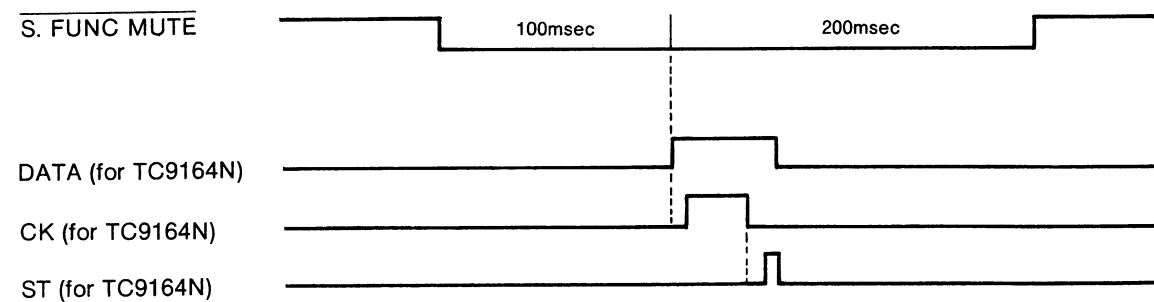 S. FUNC MUTE
100msec
200msec
DATA (for TC9164N)
CK (for TC9164N)
ST (for TC9164N)